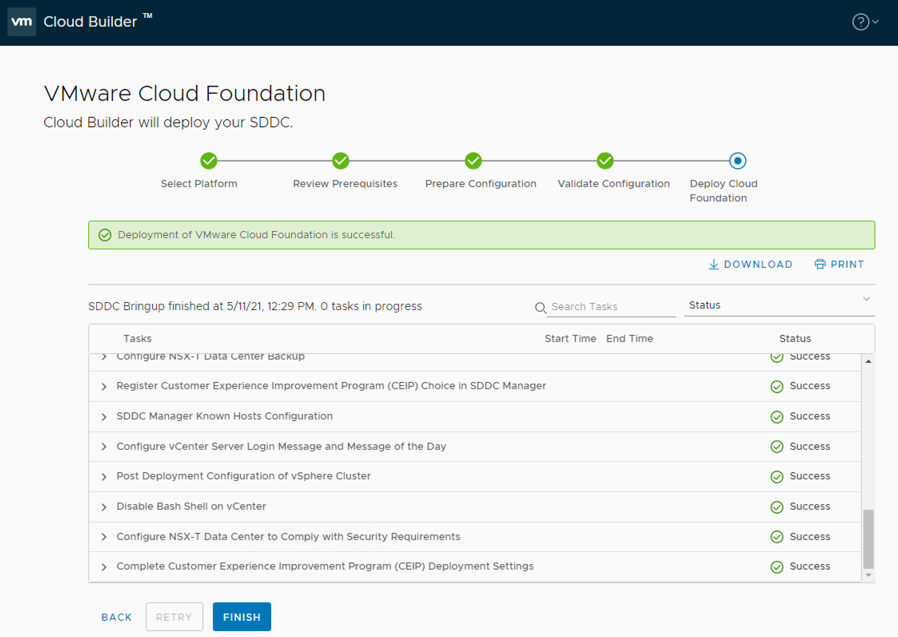 vm Cloud Builder ™
VMware Cloud Foundation
Cloud Builder will deploy your SDDC.
Select Platform
Review Prerequisites
Prepare Configuration
Validate Configuration
Deploy Cloud
Foundation
Deployment of VMware Cloud Foundation is successful.
DOWNLOAD PRINT
SDDC Bringup finished at 5/11/21, 12:29 PM. 0 tasks in progress Search Tasks Status
Tasks Start Time End Time Status
Configure NSX-T Data Center Backup Success
Register Customer Experience Improvement Program (CEIP) Choice in SDDC Manager Success
SDDC Manager Known Hosts Configuration Success
Configure vCenter Server Login Message and Message of the Day Success
Post Deployment Configuration of vSphere Cluster Success
Disable Bash Shell on vCenter Success
Configure NSX-T Data Center to Comply with Security Requirements Success
Complete Customer Experience Improvement Program (CEIP) Deployment Settings Success
BACK RETRY FINISH